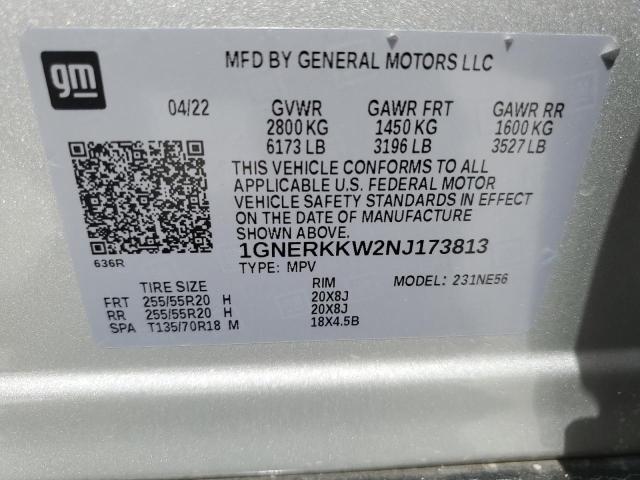 gm
MFD BY GENERAL MOTORS LLC
04/22 GVWR GAWR FRT GAWR RR
2800 KG 1450 KG 1600 KG
6173 LB 3196 LB 3527 LB
THIS VEHICLE CONFORMS TO ALL
APPLICABLE U.S. FEDERAL MOTOR
VEHICLE SAFETY STANDARDS IN EFFECT
ON THE DATE OF MANUFACTURE
SHOWN ABOVE.
1GNERKKW2NJ173813
636R
TYPE: MPV MODEL: 231NE56
TIRE SIZE RIM
FRT 255/55R20 H 20X8J
RR 255/55R20 H 20X8J
SPA T135/70R18 M 18X4.5B